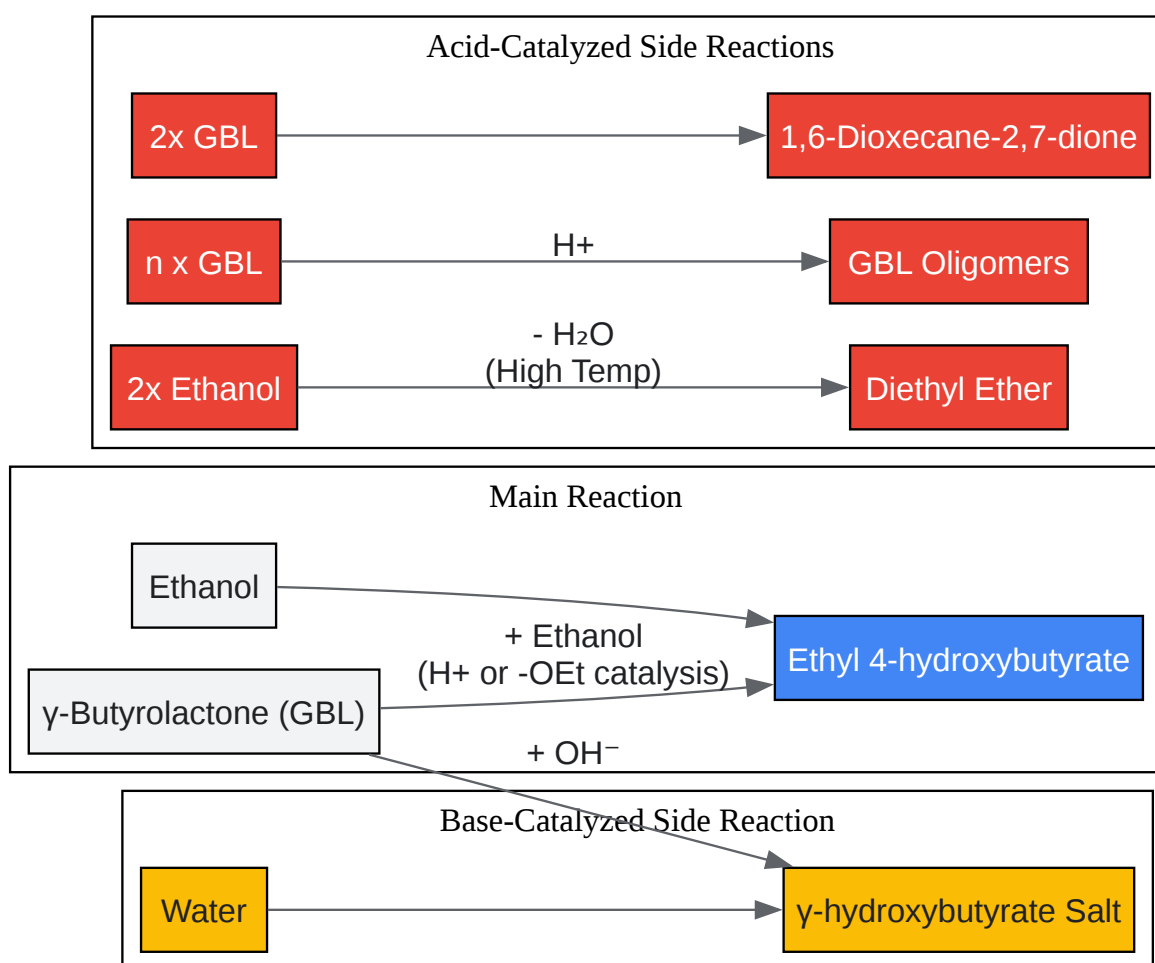 Acid-Catalyzed Side Reactions
2x GBL
1,6-Dioxecane-2,7-dione
n x GBL
H+
GBL Oligomers
- H₂O
(High Temp)
2x Ethanol
Diethyl Ether
Main Reaction
Ethanol
+ Ethanol
(H+ or -OEt catalysis)
Ethyl 4-hydroxybutyrate
γ-Butyrolactone (GBL)
+ OH⁻
Base-Catalyzed Side Reaction
Water
γ-hydroxybutyrate Salt